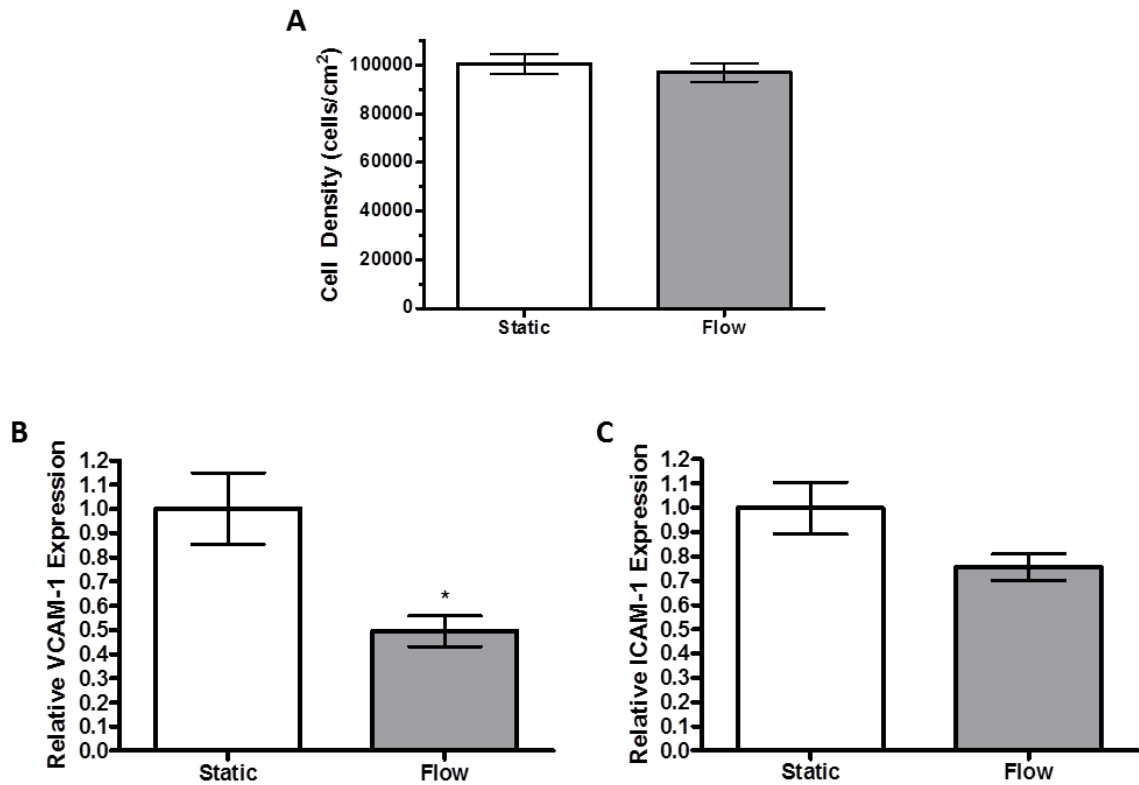 A
Cell Density (cells/cm²)
100000
80000
60000
40000
20000
0
Static
Flow
B
Relative VCAM-1 Expression
1.2
1.1
1.0
0.9
0.8
0.7
0.6
0.5
0.4
0.3
0.2
0.1
0.0
*
Static
Flow
C
Relative ICAM-1 Expression
1.2
1.1
1.0
0.9
0.8
0.7
0.6
0.5
0.4
0.3
0.2
0.1
0.0
Static
Flow